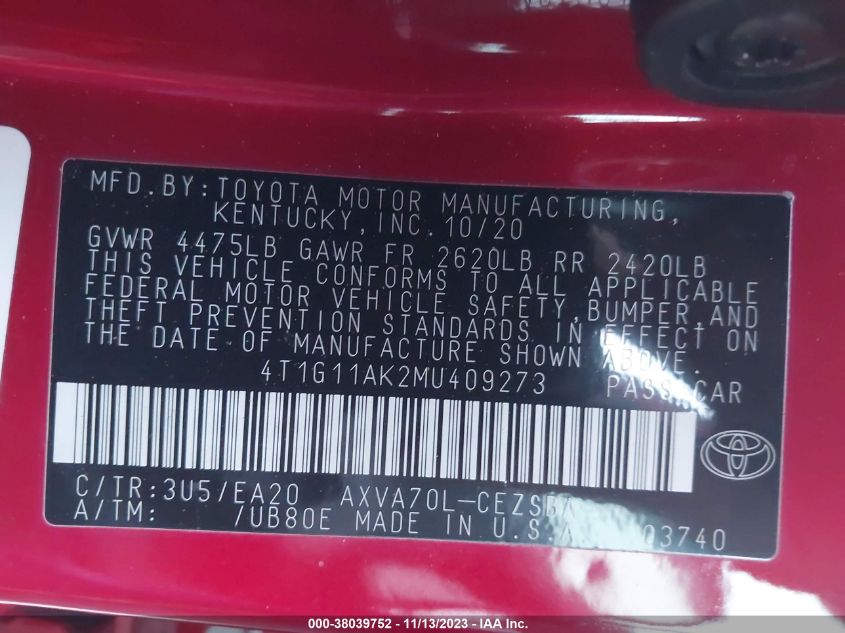 MFD. BY: TOYOTA MOTOR MANUFACTURING,
KENTUCKY, INC. 10/20
GVWR 4475LB GAWR FR 2620LB RR 2420LB
THIS VEHICLE CONFORMS TO ALL APPLICABLE
FEDERAL MOTOR VEHICLE SAFETY, BUMPER, AND
THEFT PREVENTION STANDARDS IN EFFECT ON
THE DATE OF MANUFACTURE SHOWN ABOVE.
4T1G11AK2MU409273 PASS.CAR
C/TR:3U5/EA20 AXVA70L-CEZSBA
A/TM: /UB80E MADE IN U.S.A. 03740
000-38039752 — 11/13/2023 — IAA Inc.